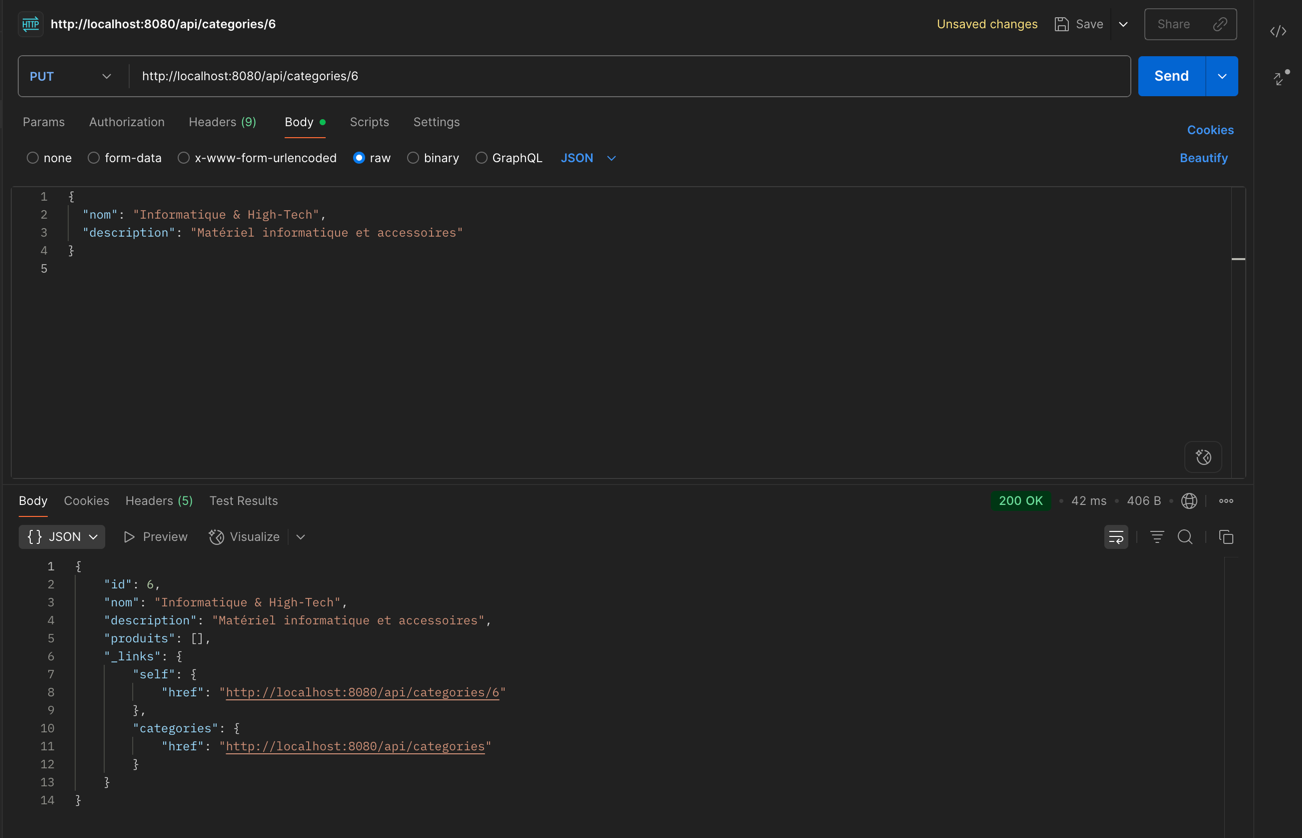 HTTP http://localhost:8080/api/categories/6 Unsaved changes Save Share
PUT http://localhost:8080/api/categories/6 Send
Params Authorization Headers (9) Body Scripts Settings Cookies
none form-data x-www-form-urlencoded raw binary GraphQL JSON Beautify
1 {
2 "nom": "Informatique & High-Tech",
3 "description": "Matériel informatique et accessoires"
4 }
5
Body Cookies Headers (5) Test Results 200 OK • 42 ms • 406 B •
{} JSON Preview Visualize
1 {
2 "id": 6,
3 "nom": "Informatique & High-Tech",
4 "description": "Matériel informatique et accessoires",
5 "produits": [],
6 "_links": {
7 "self": {
8 "href": "http://localhost:8080/api/categories/6"
9 },
10 "categories": {
11 "href": "http://localhost:8080/api/categories"
12 }
13 }
14 }